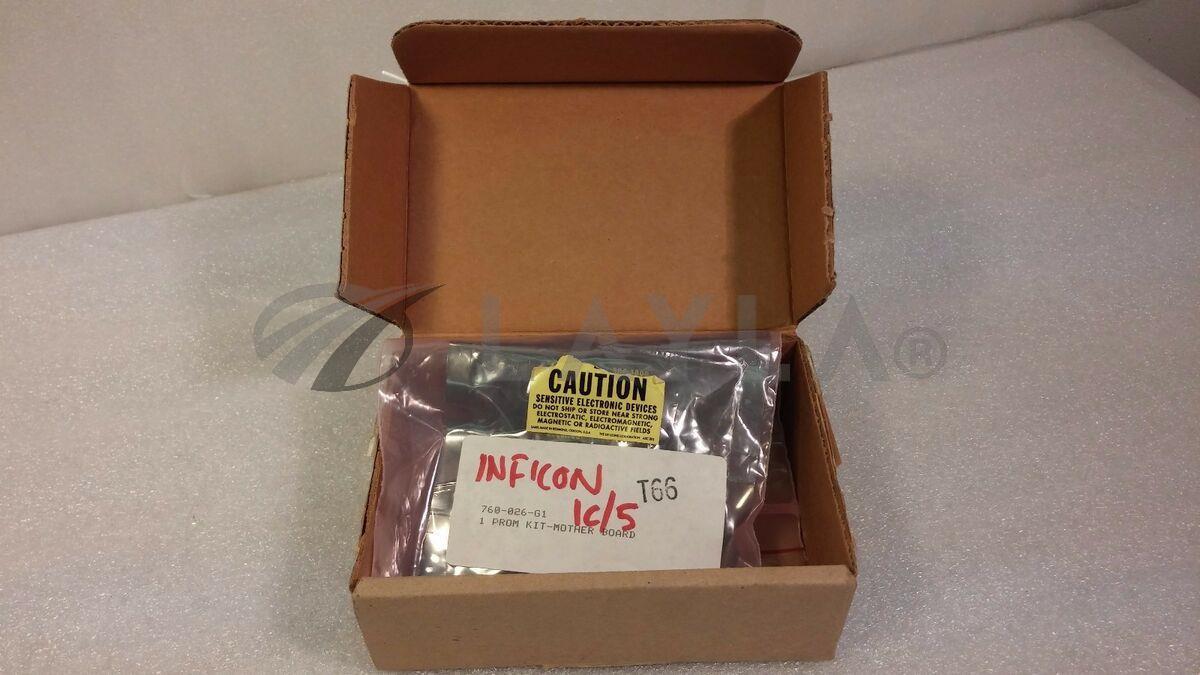 CAUTION
SENSITIVE ELECTRONIC DEVICES
DO NOT SHIP OR STORE NEAR STRONG
ELECTROSTATIC, ELECTROMAGNETIC,
MAGNETIC OR RADIOACTIVE FIELDS
LAYLA®
INFICON
T66
IC/5
760-026-G1
1 PROM KIT-MOTHER BOARD